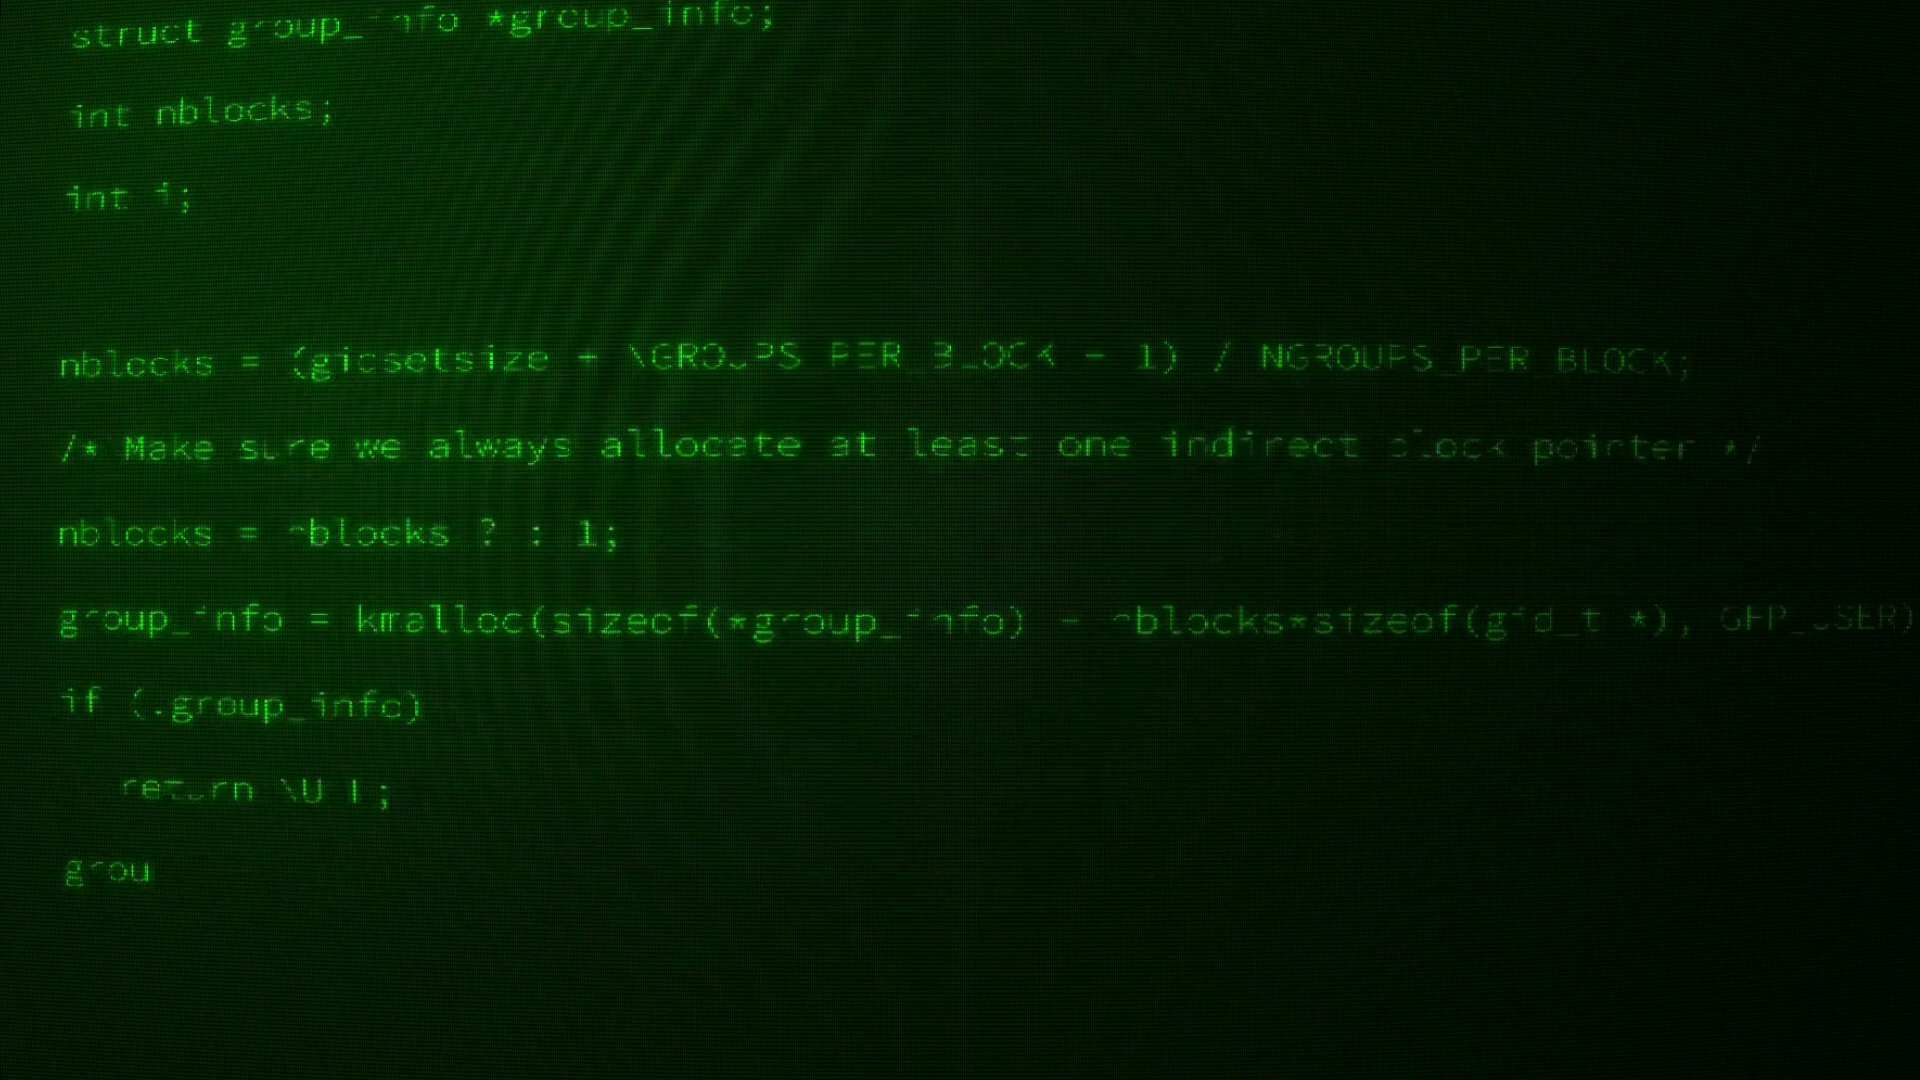 struct group_info *group_info;
int nblocks;
int i;
nblocks = (gidsetsize + NGROUPS_PER_BLOCK - 1) / NGROUPS_PER_BLOCK;
/* Make sure we always allocate at least one indirect block pointer */
nblocks = nblocks ? : 1;
group_info = kmalloc(sizeof(*group_info) + nblocks*sizeof(gid_t *), GFP_USER)
if (!group_info)
return NULL;
grou